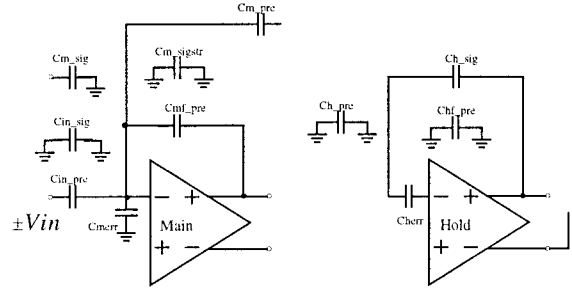 Cm_pre
Cm_sig
Cm_sigstr
Ch_sig
Cin_sig
Cmf_pre
Ch_pre
Chf_pre
Cin_pre
±Vin
Cmerr
− +
Main
+ −
Cherr
− +
Hold
+ −